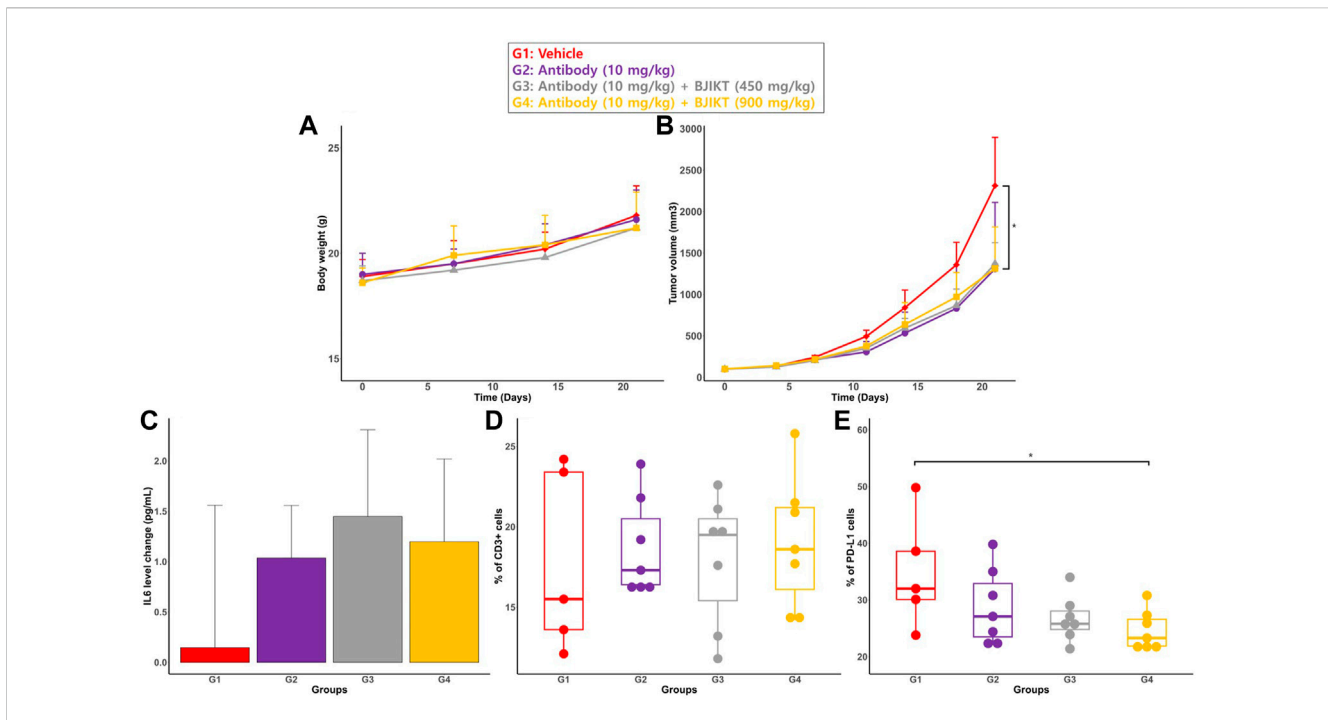 G1: Vehicle
G2: Antibody (10 mg/kg)
G3: Antibody (10 mg/kg) + BJIKT (450 mg/kg)
G4: Antibody (10 mg/kg) + BJIKT (900 mg/kg)
A
Body weight (g)
25
20
15
0 5 10 15 20
Time (Days)
B
Tumor volume (mm3)
3000
2500
2000
1500
1000
500
0
*
0 5 10 15 20
Time (Days)
C
IL6 level change (pg/mL)
2.0
1.5
1.0
0.5
0.0
G1 G2 G3 G4
Groups
D
% of CD3+ cells
25
20
15
G1 G2 G3 G4
Groups
E
% of PD-L1 cells
60
50
40
30
20
*
G1 G2 G3 G4
Groups